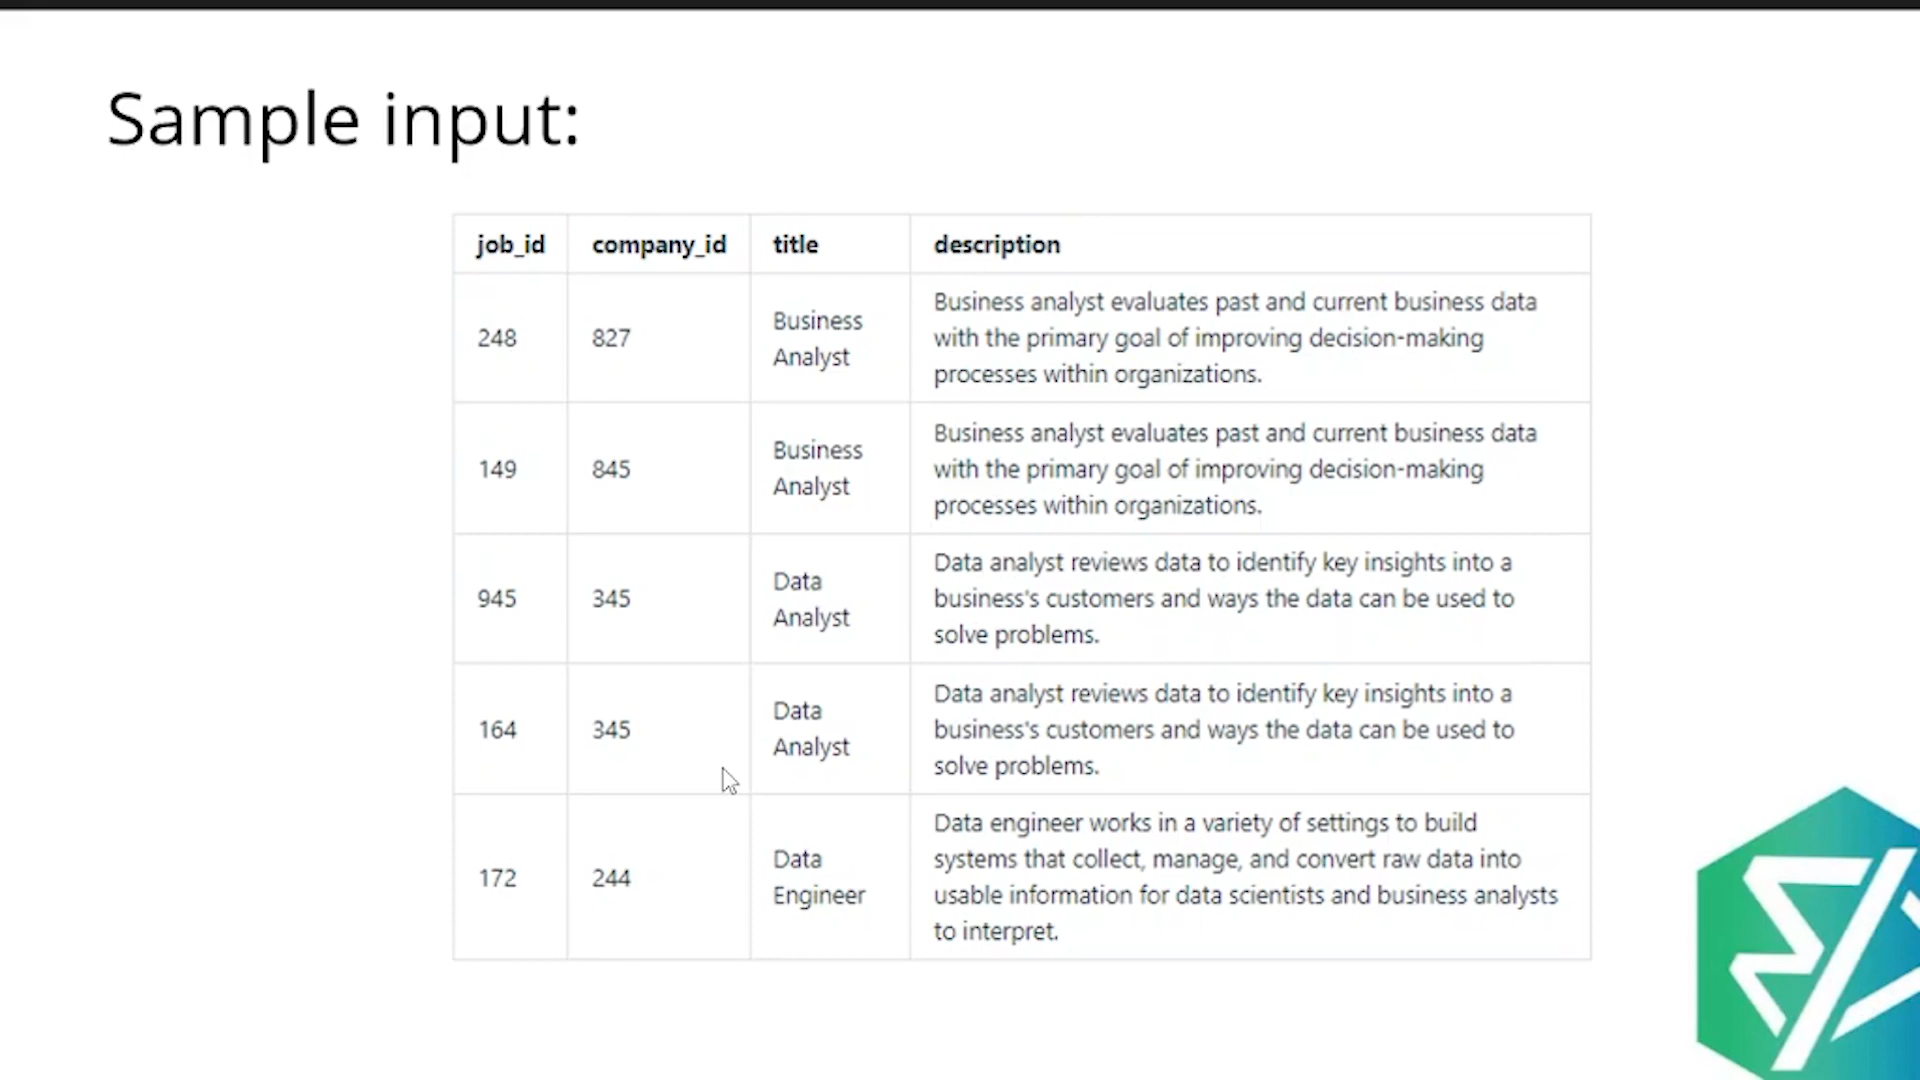 Sample input:
job_id company_id title description
248 827 Business Analyst Business analyst evaluates past and current business data
with the primary goal of improving decision-making
processes within organizations.
149 845 Business Analyst Business analyst evaluates past and current business data
with the primary goal of improving decision-making
processes within organizations.
945 345 Data Analyst Data analyst reviews data to identify key insights into a
business's customers and ways the data can be used to
solve problems.
164 345 Data Analyst Data analyst reviews data to identify key insights into a
business's customers and ways the data can be used to
solve problems.
172 244 Data Engineer Data engineer works in a variety of settings to build
systems that collect, manage, and convert raw data into
usable information for data scientists and business analysts
to interpret.